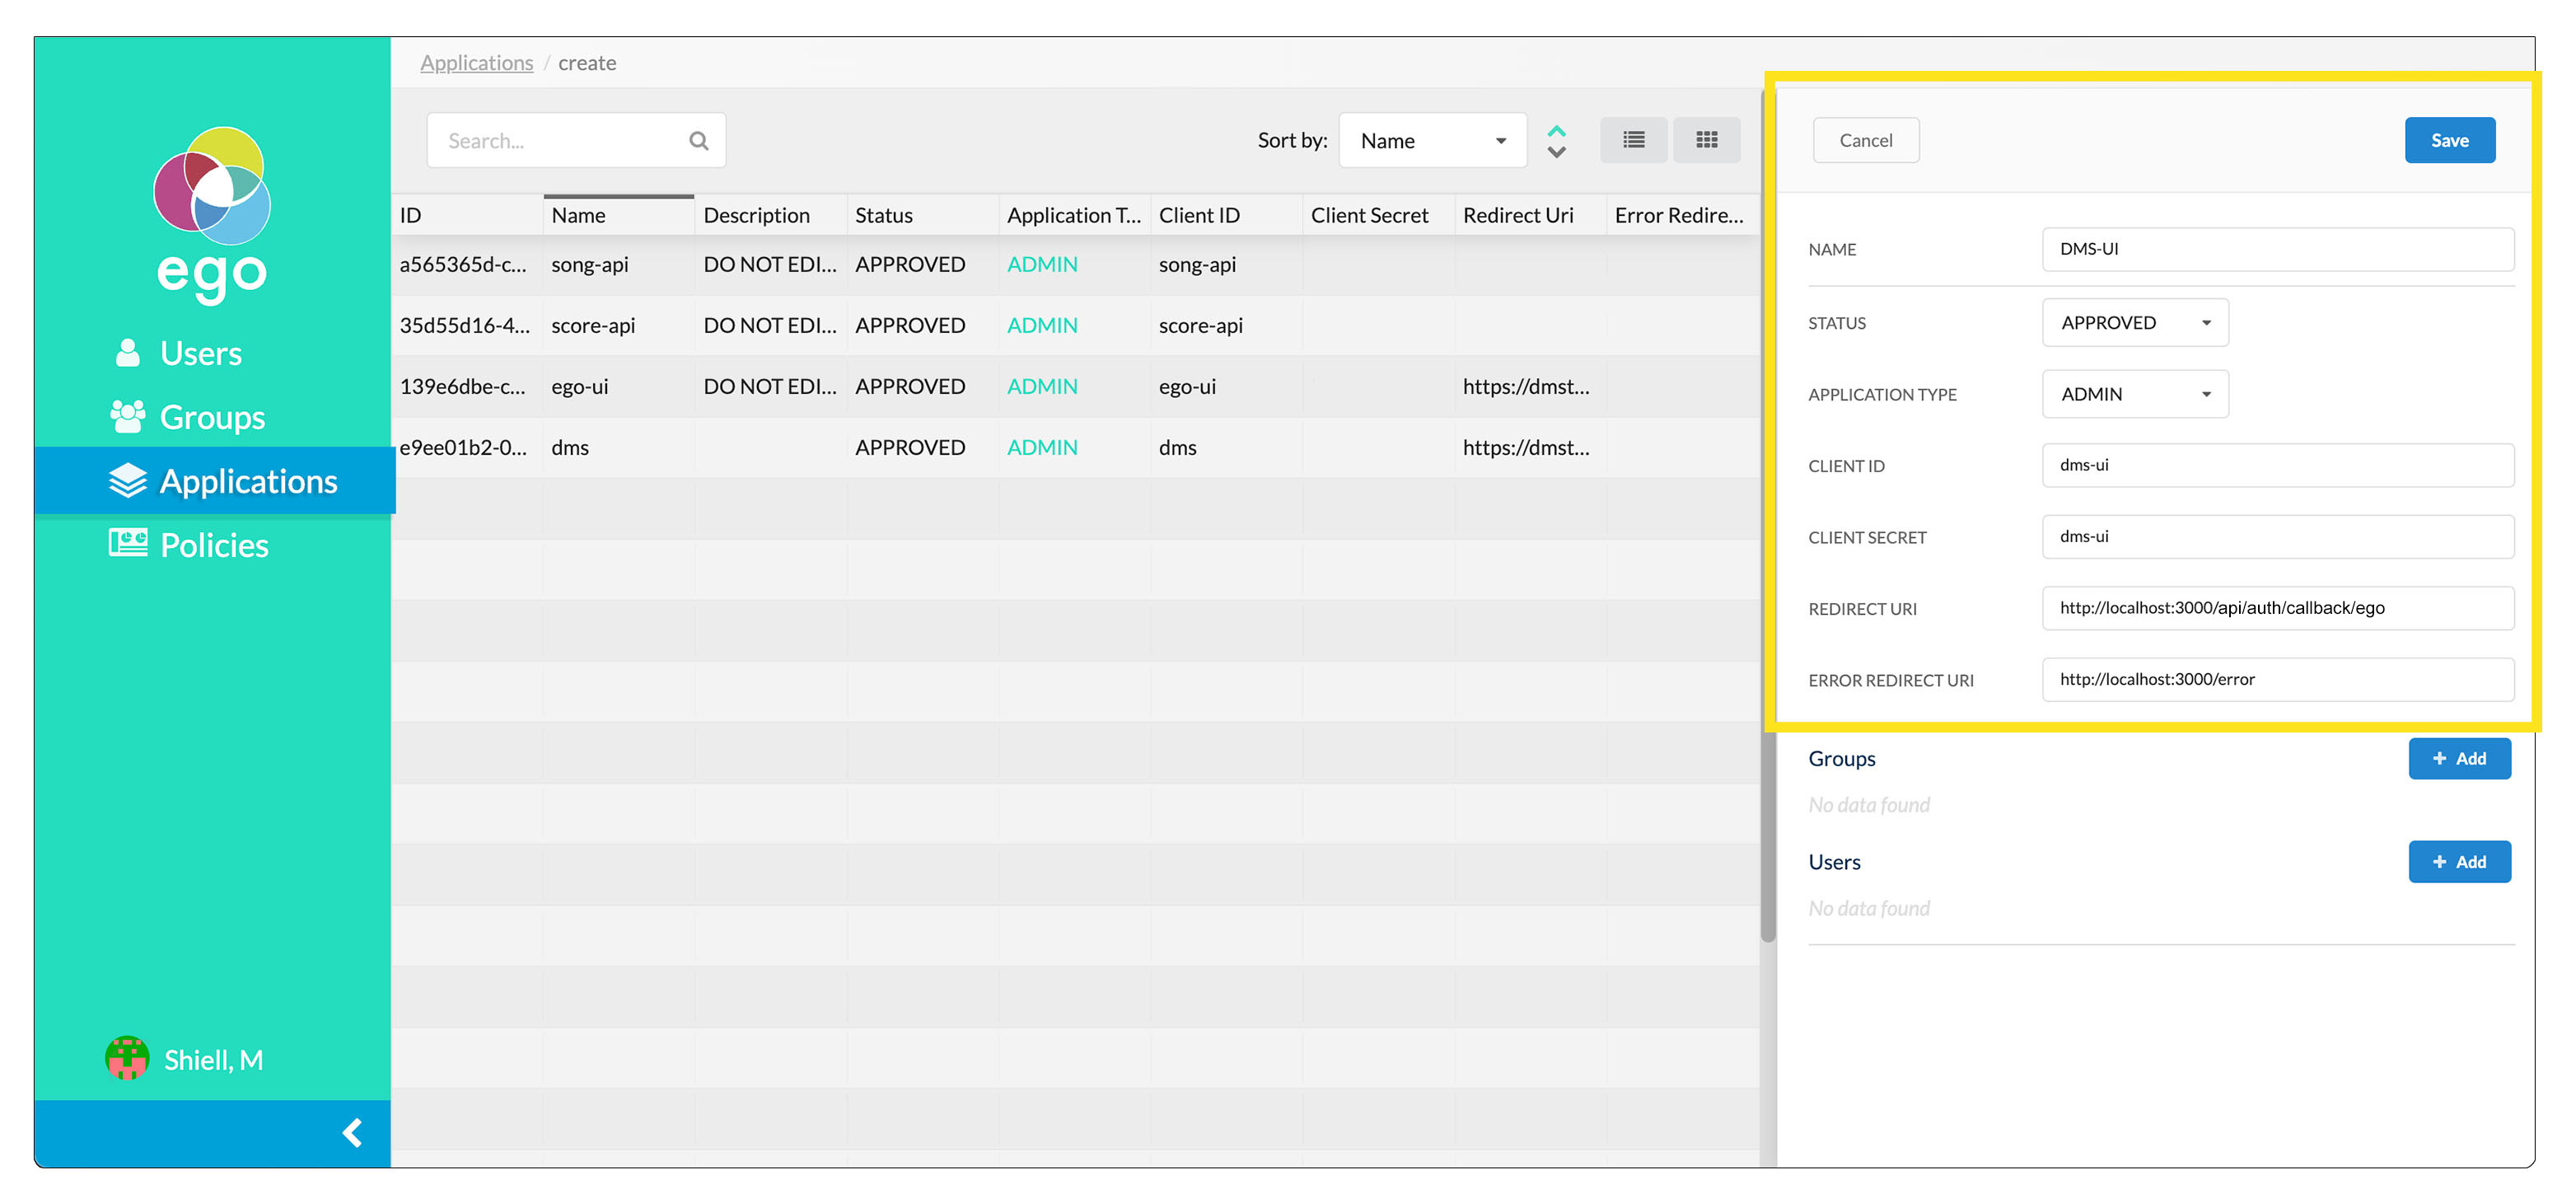 Applications / create
ego
Users
Groups
Applications
Policies
Shiell, M
Search...
Sort by: Name
ID Name Description Status Application T... Client ID Client Secret Redirect Uri Error Redire...
a565365d-c... song-api DO NOT EDI... APPROVED ADMIN song-api
35d55d16-4... score-api DO NOT EDI... APPROVED ADMIN score-api
139e6dbe-c... ego-ui DO NOT EDI... APPROVED ADMIN ego-ui https://dmst...
e9ee01b2-0... dms APPROVED ADMIN dms https://dmst...
Cancel Save
NAME DMS-UI
STATUS APPROVED
APPLICATION TYPE ADMIN
CLIENT ID dms-ui
CLIENT SECRET dms-ui
REDIRECT URI http://localhost:3000/api/auth/callback/ego
ERROR REDIRECT URI http://localhost:3000/error
Groups + Add
No data found
Users + Add
No data found